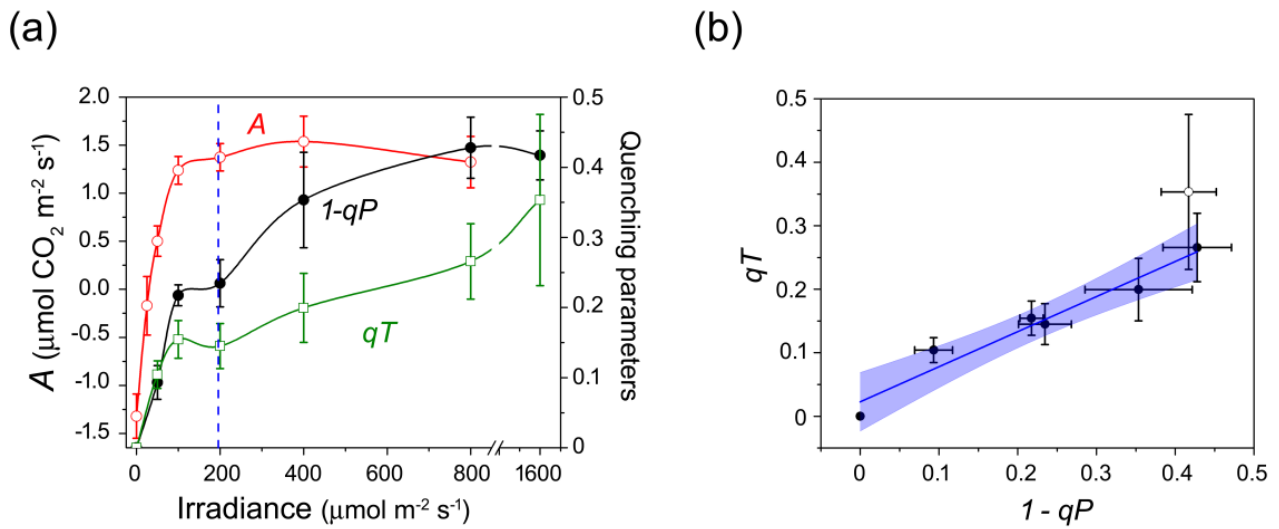 (a)
(b)
A (μmol CO2 m-2 s-1)
2.0
1.5
1.0
0.5
0.0
-0.5
-1.0
-1.5
A
1-qP
qT
0.5
0.4
0.3
0.2
0.1
0
Quenching parameters
0 200 400 600 800 1600
Irradiance (μmol m-2 s-1)
qT
0.5
0.4
0.3
0.2
0.1
0
0 0.1 0.2 0.3 0.4 0.5
1 - qP